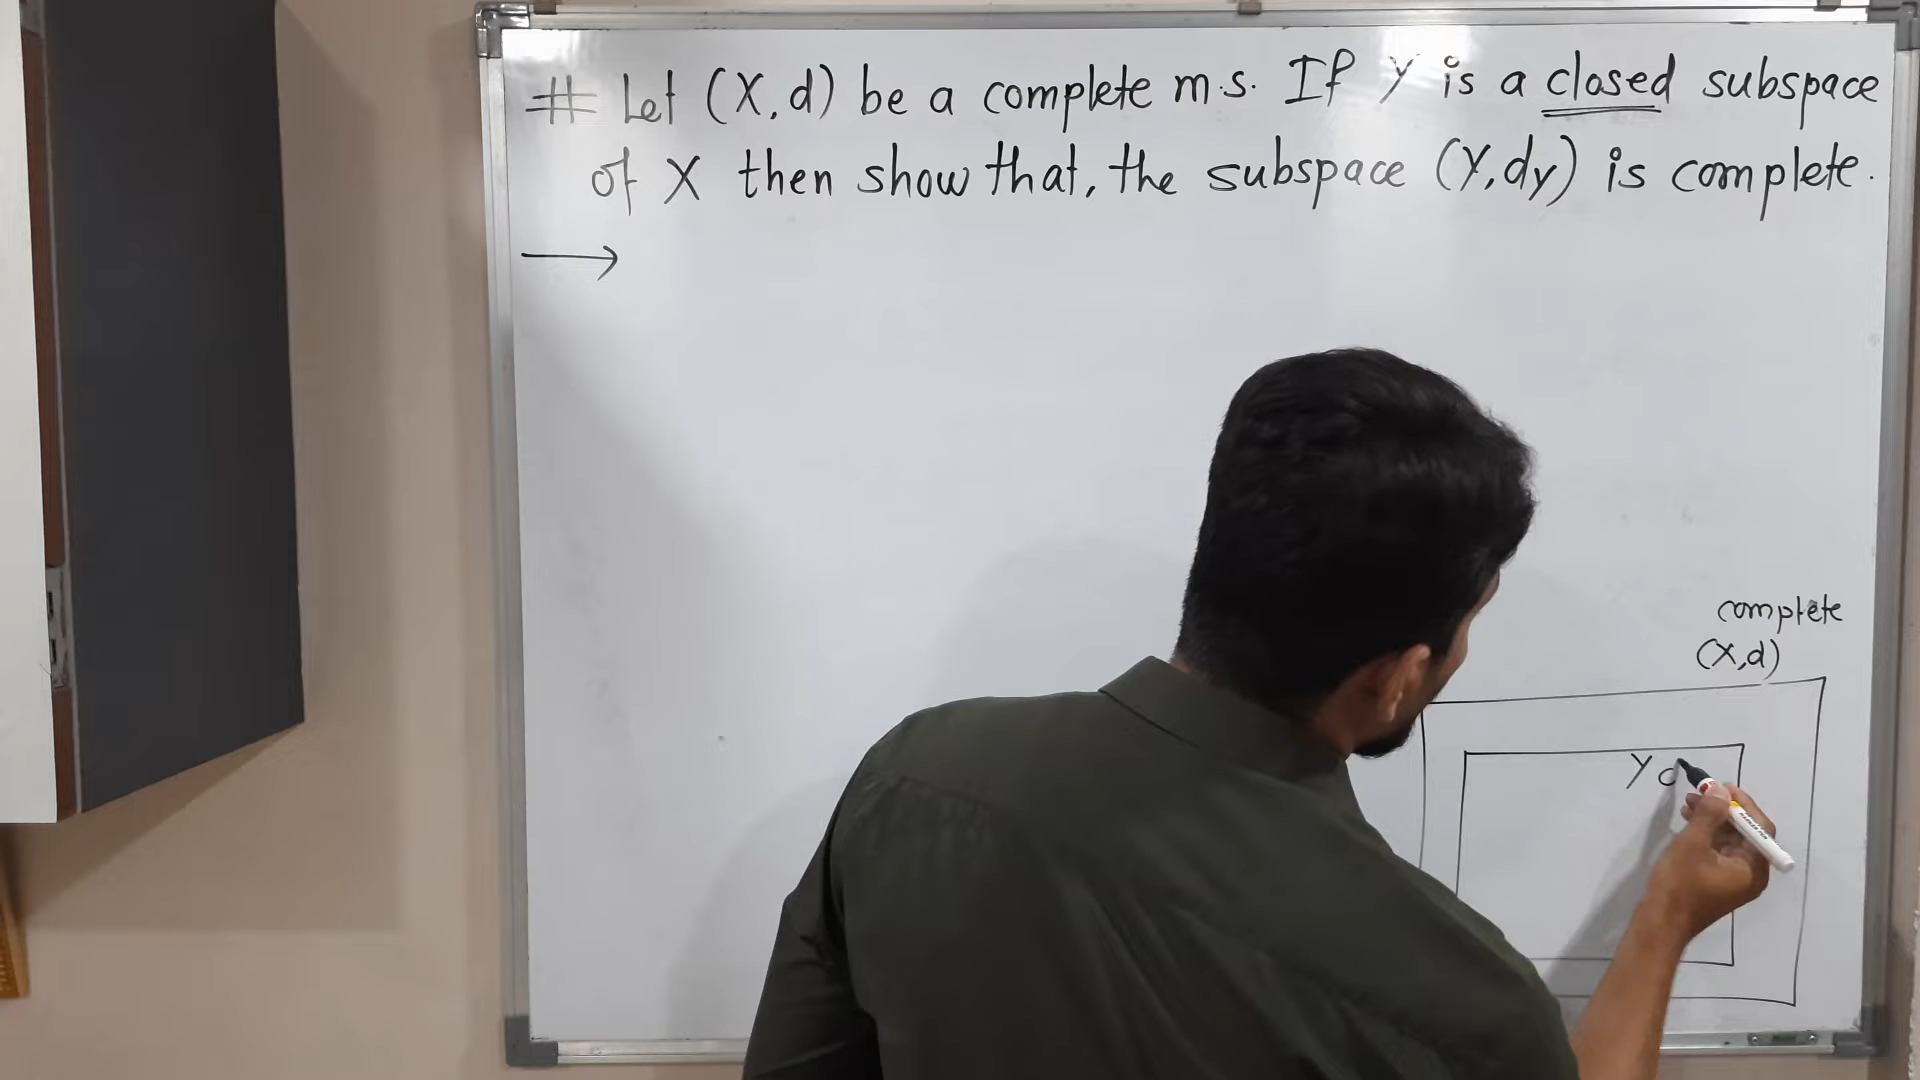 # Let (X,d) be a complete m.s. If Y is a closed subspace
of X then show that, the subspace (Y,dy) is complete.
→
complete
(X,d)
Y